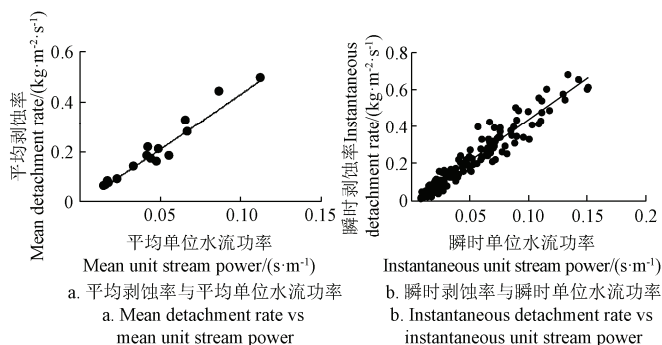 平均剥蚀率
Mean detachment rate/(kg·m-2·s-1)
0.6
0.4
0.2
0
0.05
0.10
0.15
平均单位水流功率
Mean unit stream power/(s·m-1)
a. 平均剥蚀率与平均单位水流功率
a. Mean detachment rate vs
mean unit stream power
瞬时剥蚀率Instantaneous
detachment rate/(kg·m-2·s-1)
0.8
0.6
0.4
0.2
0
0.05
0.10
0.15
0.2
瞬时单位水流功率
Instantaneous unit stream power/(s·m-1)
b. 瞬时剥蚀率与瞬时单位水流功率
b. Instantaneous detachment rate vs
instantaneous unit stream power